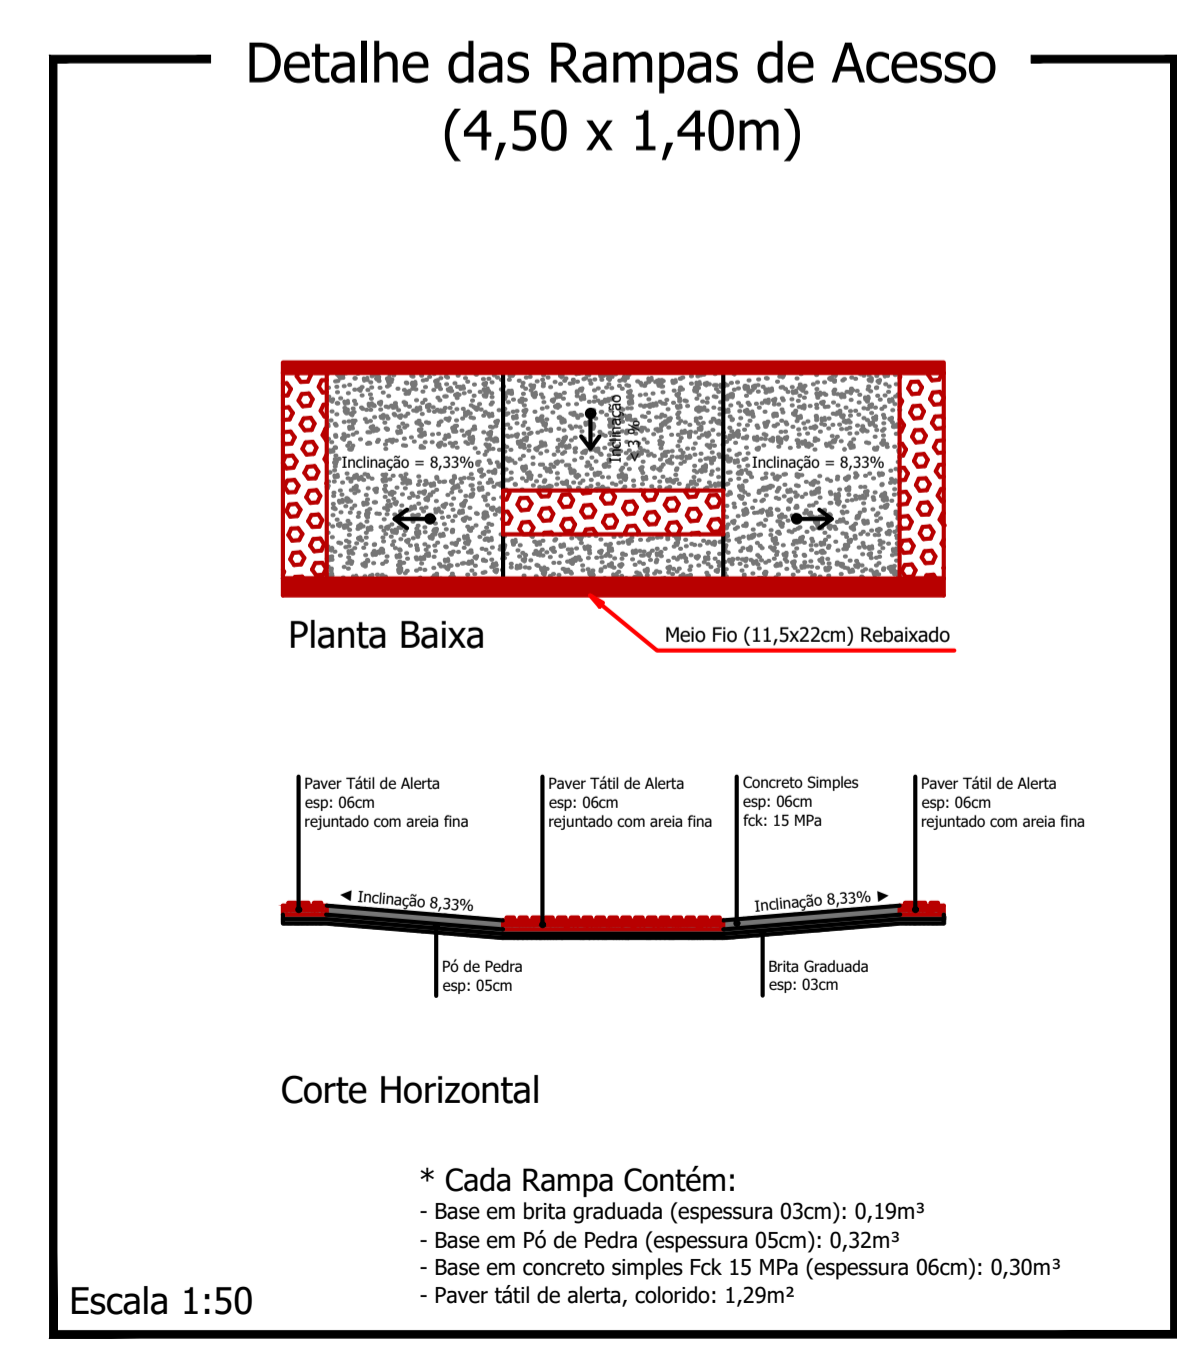 Detalhe das Rampas de Acesso
(4,50 x 1,40m)
Inclinação
< 3 %
Inclinação = 8,33%
Inclinação = 8,33%
Planta Baixa
Meio Fio (11,5x22cm) Rebaixado
Paver Tátil de Alerta
esp: 06cm
rejuntado com areia fina
Paver Tátil de Alerta
esp: 06cm
rejuntado com areia fina
Concreto Simples
esp: 06cm
fck: 15 MPa
Paver Tátil de Alerta
esp: 06cm
rejuntado com areia fina
Inclinação 8,33%
Inclinação 8,33%
Pó de Pedra
esp: 05cm
Brita Graduada
esp: 03cm
Corte Horizontal
* Cada Rampa Contém:
- Base em brita graduada (espessura 03cm): 0,19m³
- Base em Pó de Pedra (espessura 05cm): 0,32m³
- Base em concreto simples Fck 15 MPa (espessura 06cm): 0,30m³
- Paver tátil de alerta, colorido: 1,29m²
Escala 1:50